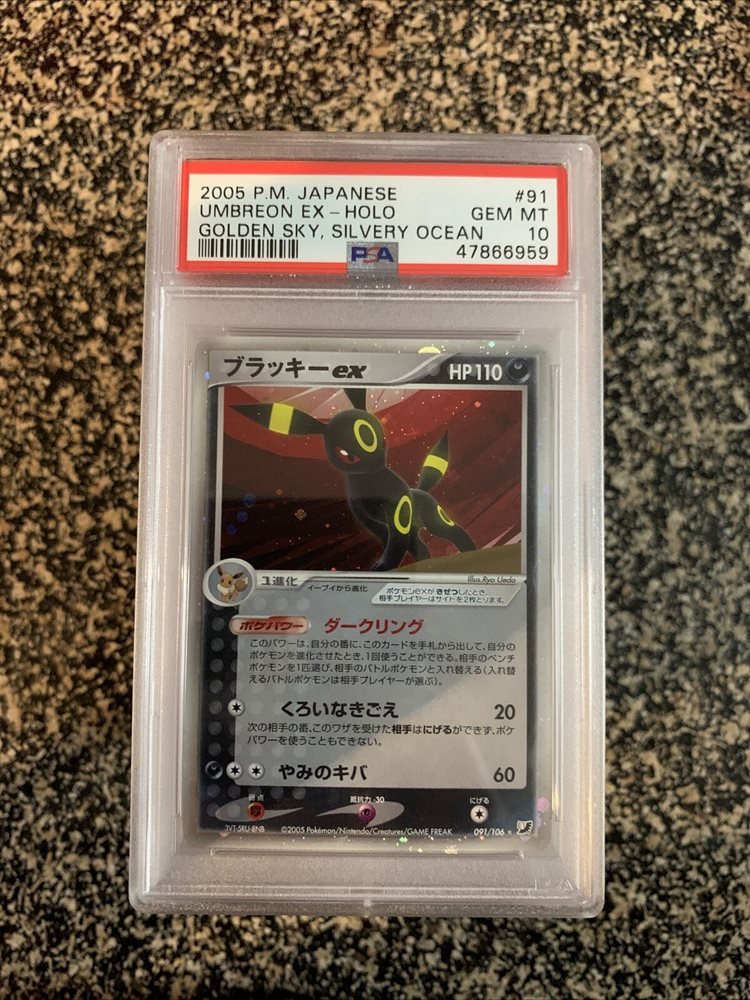 2005 P.M. JAPANESE #91
UMBREON EX - HOLO GEM MT
GOLDEN SKY, SILVERY OCEAN 10
PSA 47866959
ブラッキーex HP110
1進化 イーブイから進化
Illus.Ryo Ueda
ポケモンexがきぜつしたとき、
相手プレイヤーはサイドを2枚とります。
ポケパワー ダークリング
このパワーは、自分の番に、このカードを手札から出して、自分の
ポケモンを進化させたとき、1回使うことができる。相手のベンチ
ポケモンを1匹選び、相手のバトルポケモンと入れ替える(入れ替
えるバトルポケモンは相手プレイヤーが選ぶ)。
くろいなきごえ 20
次の相手の番、このワザを受けた相手はにげるができず、ポケ
パワーを使うこともできない。
やみのキバ 60
弱点 抵抗力 -30 にげる
3VT-5RU-8N8 ©2005 Pokémon/Nintendo/Creatures/GAME FREAK 091/106 ★